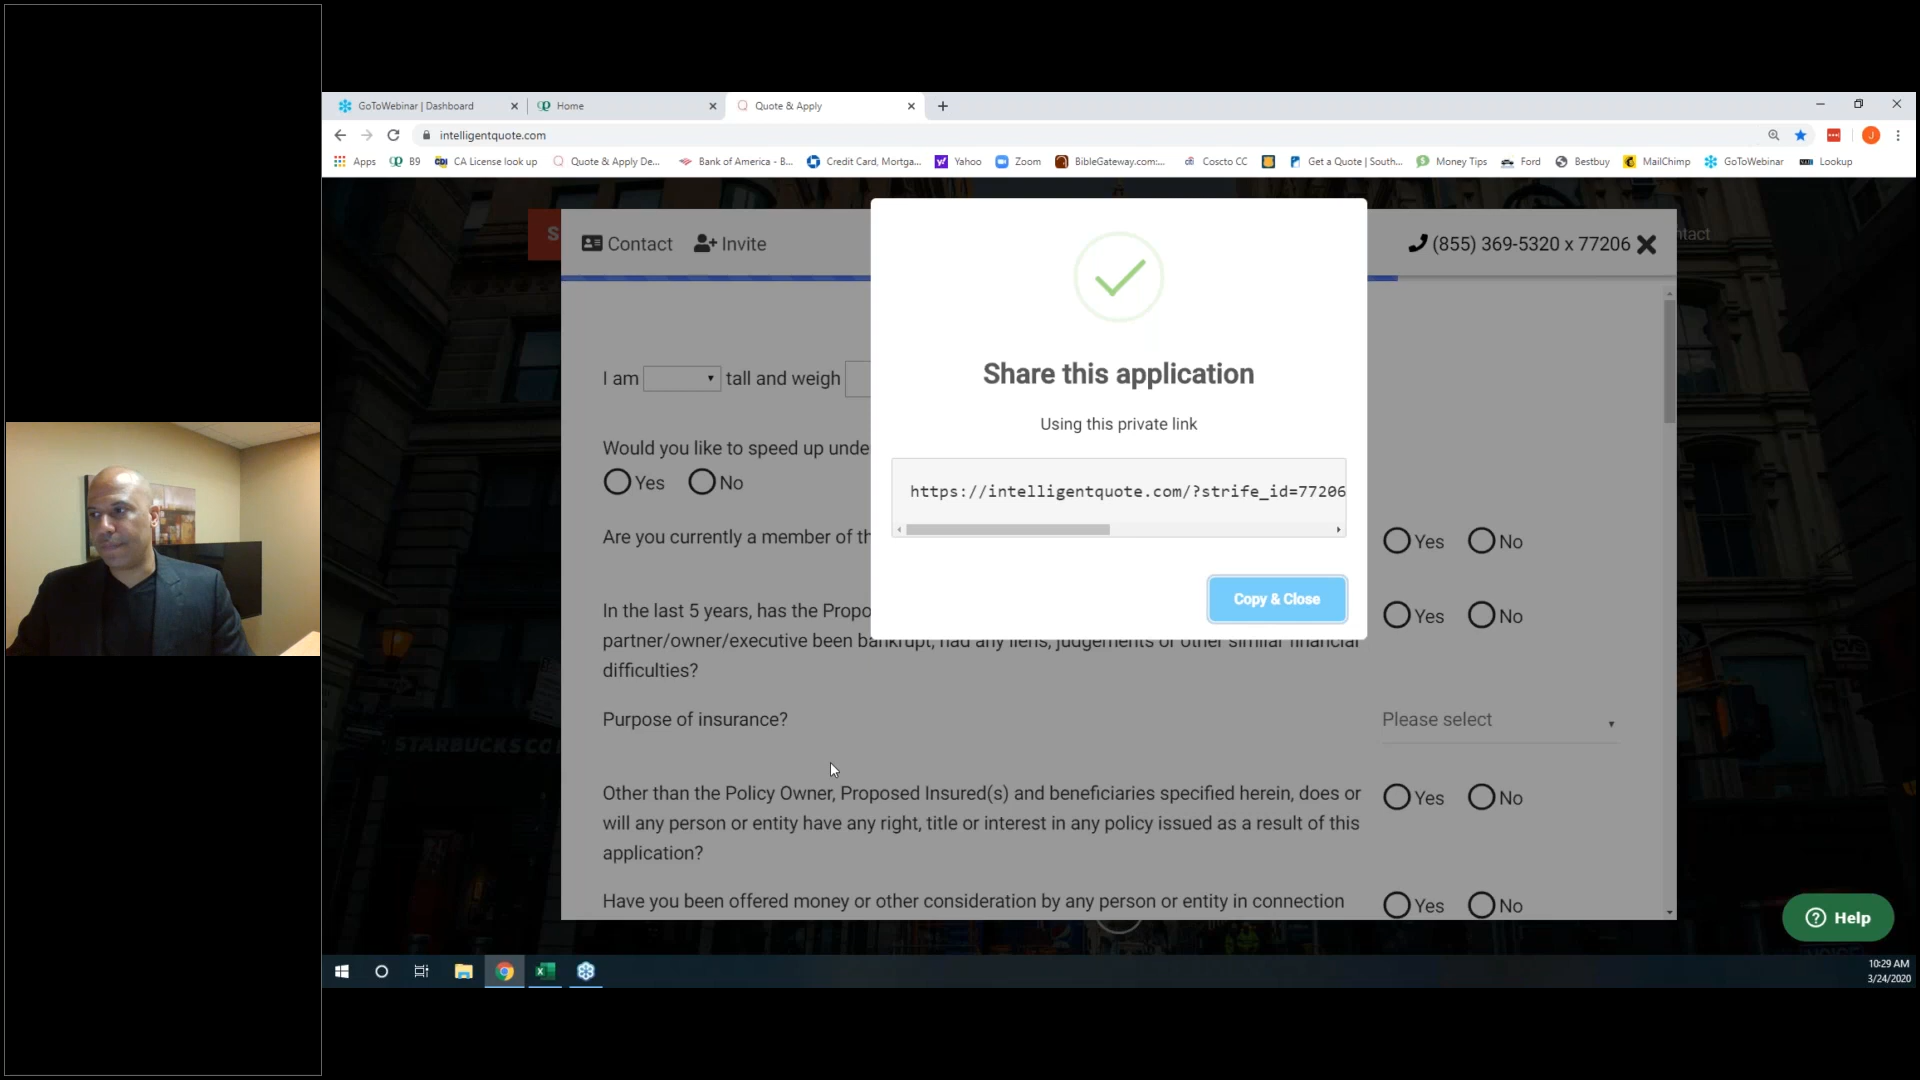 GoToWebinar | Dashboard
Home
Quote & Apply
intelligentquote.com
Apps
B9
CA License look up
Quote & Apply De...
Bank of America - B...
Credit Card, Mortga...
Yahoo
Zoom
BibleGateway.com:...
Coscto CC
Get a Quote | South...
Money Tips
Ford
Bestbuy
MailChimp
GoToWebinar
Lookup
S
Contact
Invite
(855) 369-5320 x 77206
ntact
Share this application
Using this private link
https://intelligentquote.com/?strife_id=77206
Copy & Close
I am
tall and weigh
Would you like to speed up unde
Yes
No
Are you currently a member of th
Yes
No
In the last 5 years, has the Propo
partner/owner/executive been bankrupt, had any liens, judgements or other similar financial
difficulties?
Yes
No
Purpose of insurance?
Please select
STARBUCKS CO
Other than the Policy Owner, Proposed Insured(s) and beneficiaries specified herein, does or
will any person or entity have any right, title or interest in any policy issued as a result of this
application?
Yes
No
Have you been offered money or other consideration by any person or entity in connection
Yes
No
Help
10:29 AM
3/24/2020